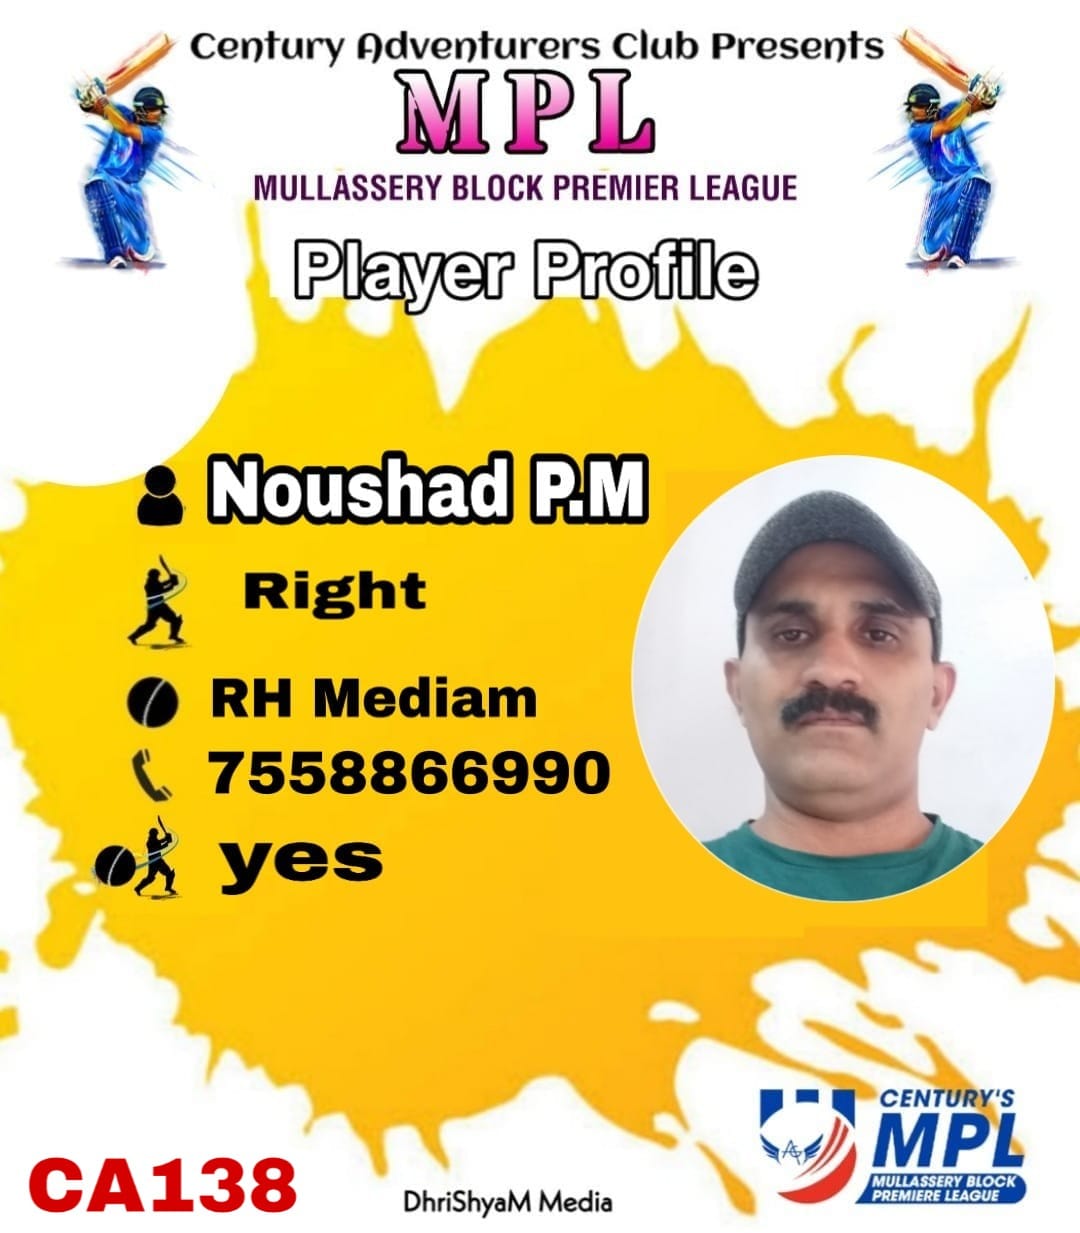 Century Adventurers Club Presents
MPL
MULLASSERY BLOCK PREMIER LEAGUE
Player Profile
Noushad P.M
Right
RH Mediam
7558866990
yes
CENTURY'S
MPL
MULLASSERY BLOCK
PREMIERE LEAGUE
CA138
DhriShyaM Media